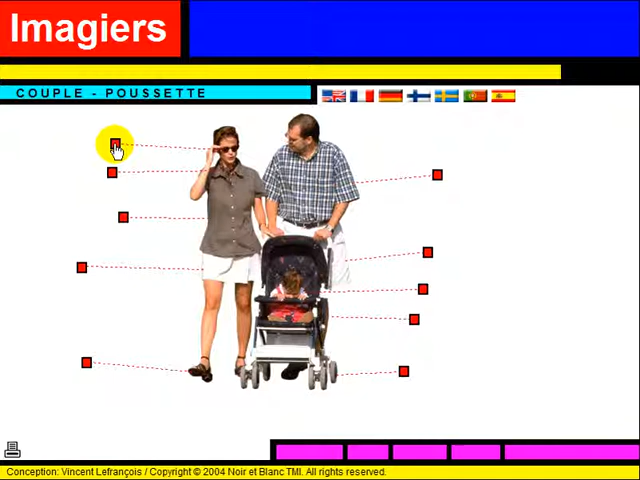 Imagiers
COUPLE - POUSSETTE
Conception: Vincent Lefrançois / Copyright © 2004 Noir et Blanc TMI. All rights reserved.